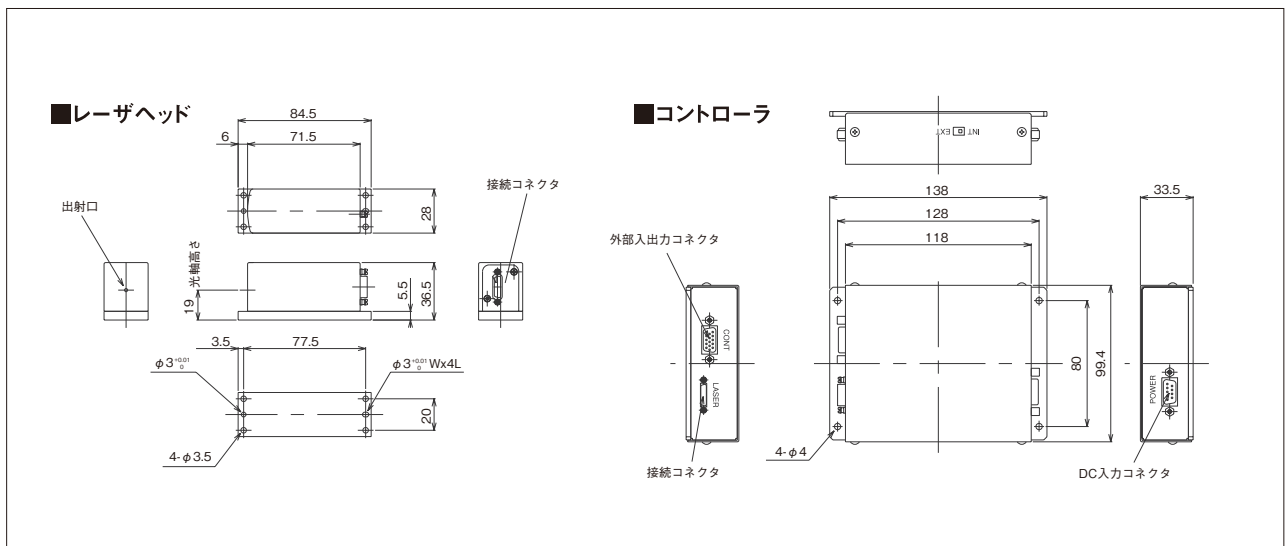 ■レーザヘッド
84.5
6
71.5
28
出射口
接続コネクタ
光軸高さ
19
5.5
36.5
3.5
77.5
φ3 +0.01 0
φ3 +0.01 0 Wx4L
20
4-φ3.5
■コントローラ
INT EXT
138
128
118
33.5
外部入出力コネクタ
CONT
LASER
接続コネクタ
80
99.4
4-φ4
POWER
DC入力コネクタ